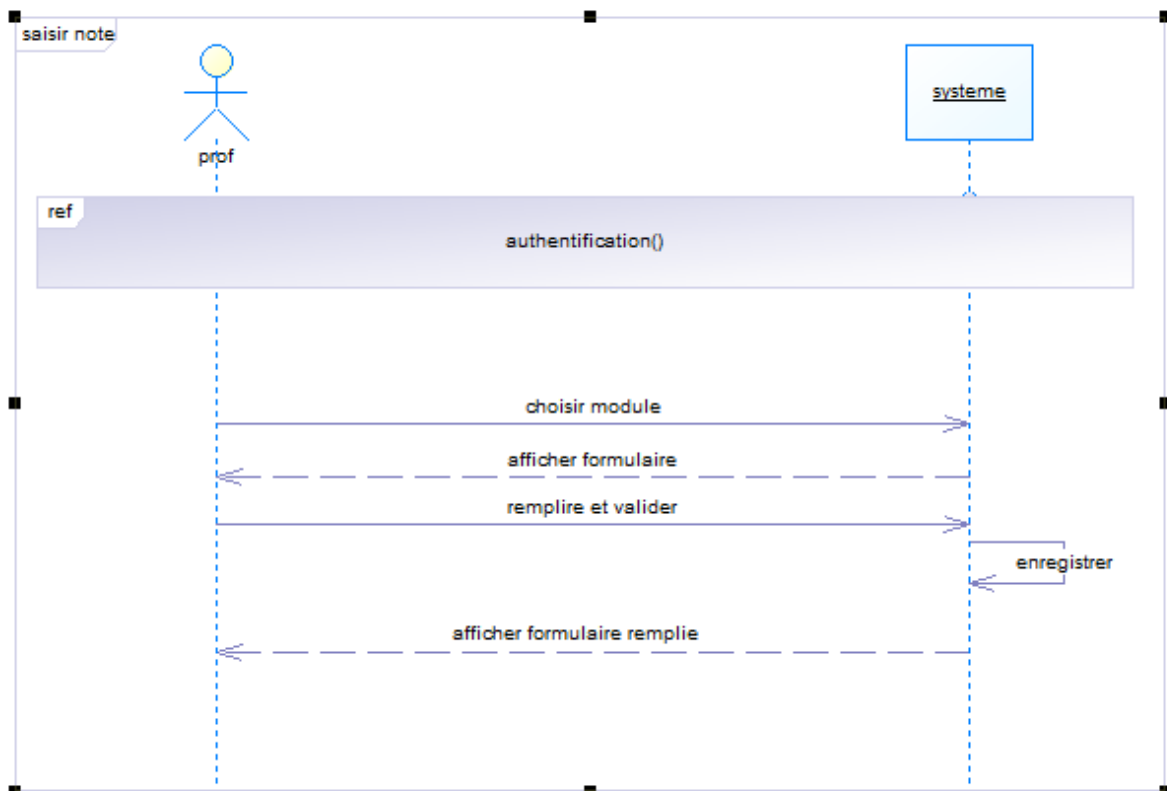 saisir note
prof
systeme
ref
authentification()
choisir module
afficher formulaire
remplire et valider
enregistrer
afficher formulaire remplie